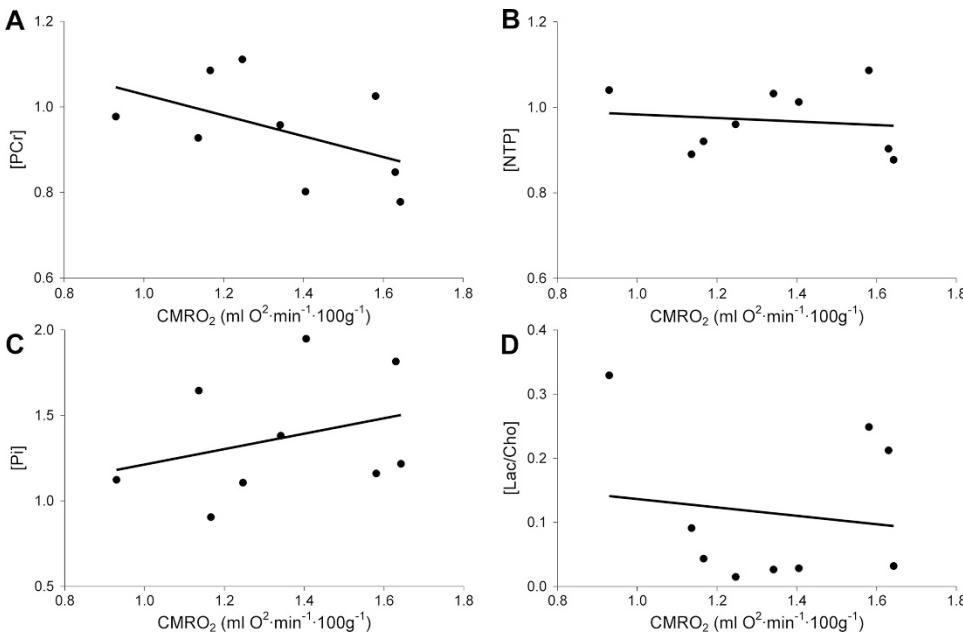 A
1.2
1.0
0.8
0.6
[PCr]
0.8 1.0 1.2 1.4 1.6 1.8
CMRO₂ (ml O²·min⁻¹·100g⁻¹)
B
1.2
1.0
0.8
0.6
[NTP]
0.8 1.0 1.2 1.4 1.6 1.8
CMRO₂ (ml O²·min⁻¹·100g⁻¹)
C
2.0
1.5
1.0
0.5
[Pi]
0.8 1.0 1.2 1.4 1.6 1.8
CMRO₂ (ml O²·min⁻¹·100g⁻¹)
D
0.4
0.3
0.2
0.1
0.0
[Lac/Cho]
0.8 1.0 1.2 1.4 1.6 1.8
CMRO₂ (ml O²·min⁻¹·100g⁻¹)